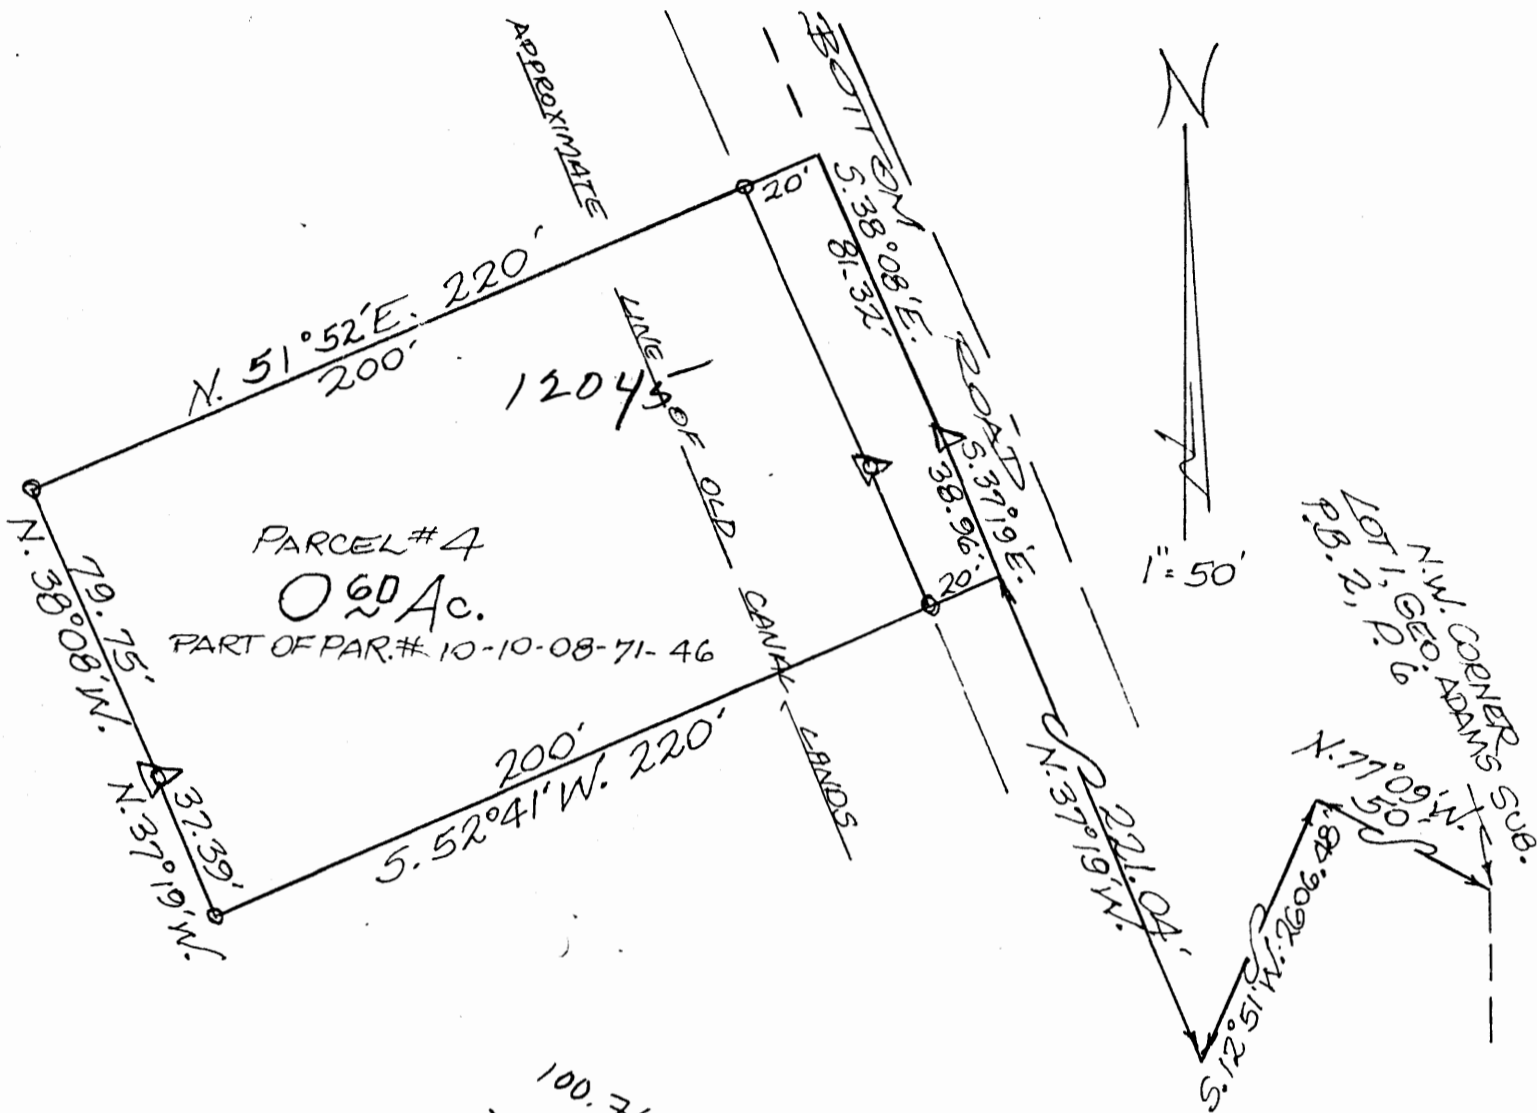 APPROXIMATE
LINE OF OLD CANAL LANDS
BOTTOM ROAD
N
1"= 50'
N. 51°52'E. 220'
200'
20'
S. 38°08'E.
81.32'
S. 37°19'E.
38.96'
20'
12045
PARCEL #4
0 60 Ac.
PART OF PAR.# 10-10-08-71-46
79.75'
N. 38°08'W.
37.39'
N. 37°19'W.
200'
S. 52°41'W. 220'
221.04'
N. 37°19'W.
S. 12°51'W. 2606.48'
N. 77°09'W.
50'
N.W. CORNER
LOT 1, GEO. ADAMS SUB.
P.B. 2, P. 6
100.